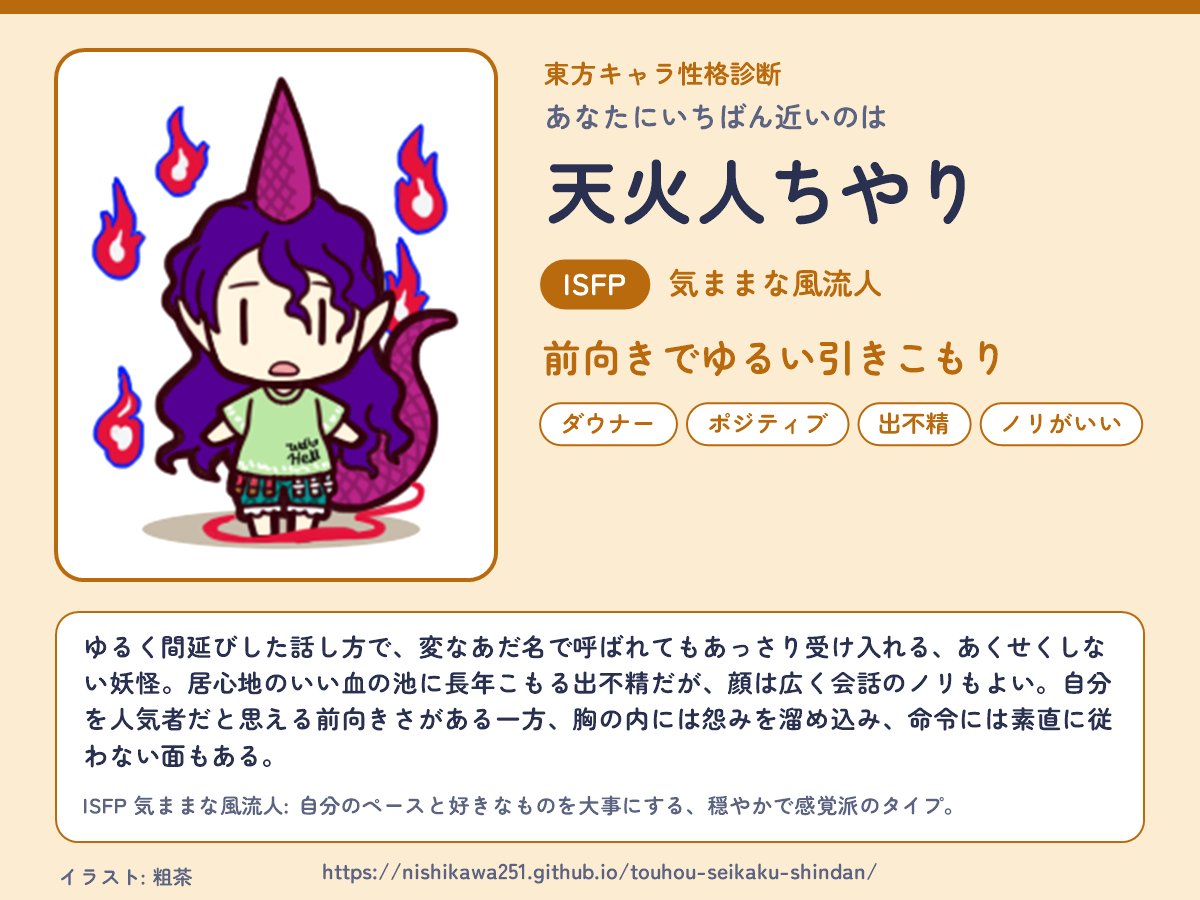 東方キャラ性格診断
あなたにいちばん近いのは
天火人ちやり
ISFP 気ままな風流人
前向きでゆるい引きこもり
ダウナー ポジティブ 出不精 ノリがいい
Hell
ゆるく間延びした話し方で、変なあだ名で呼ばれてもあっさり受け入れる、あくせくしな
い妖怪。居心地のいい血の池に長年こもる出不精だが、顔は広く会話のノリもよい。自分
を人気者だと思える前向きさがある一方、胸の内には怨みを溜め込み、命令には素直に従
わない面もある。
ISFP 気ままな風流人: 自分のペースと好きなものを大事にする、穏やかで感覚派のタイプ。
イラスト: 粗茶
https://nishikawa251.github.io/touhou-seikaku-shindan/